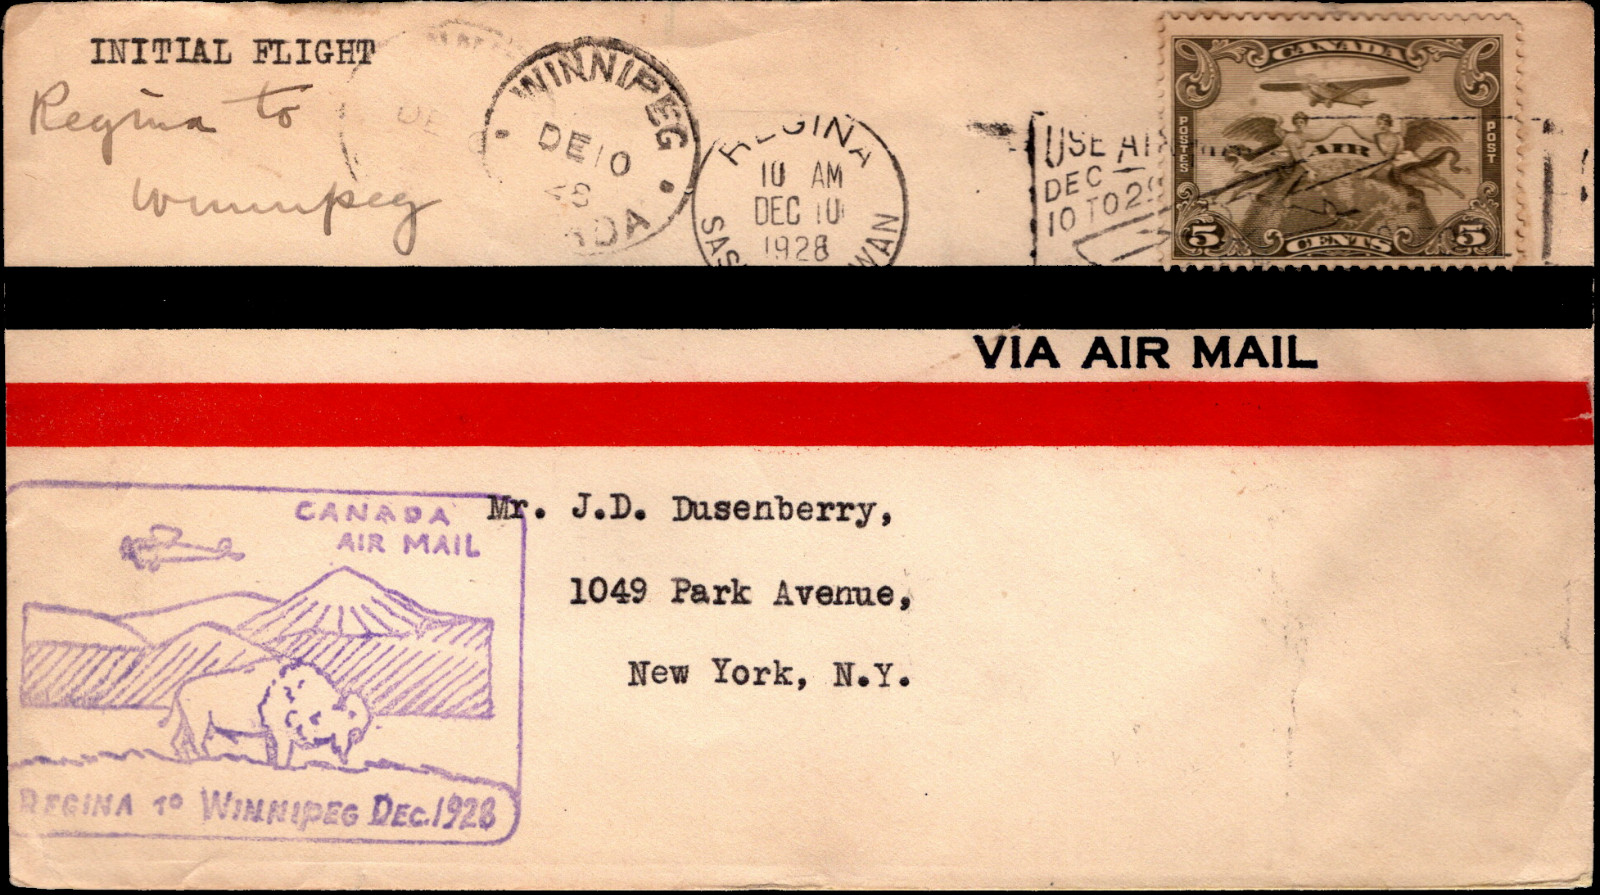 INITIAL FLIGHT
Regina to
Winnipeg
WINNIPEG
DE 10
28
REGINA
10 AM
DEC 10
1928
USE AI
DEC
10 TO 2
CANADA
POSTES
AIR
POST
5 CENTS 5
VIA AIR MAIL
CANADA
AIR MAIL
REGINA TO WINNIPEG DEC. 1928
Mr. J.D. Dusenberry,
1049 Park Avenue,
New York, N.Y.